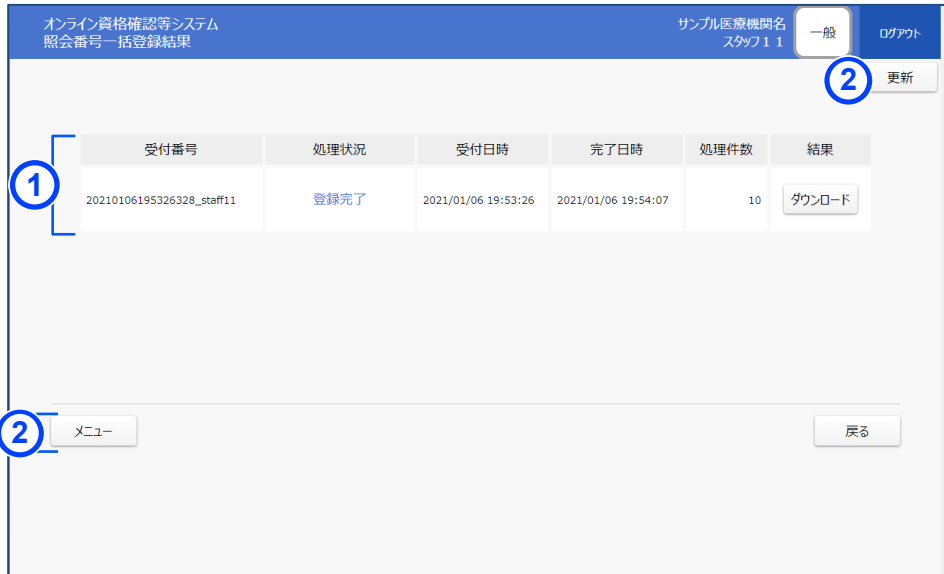 オンライン資格確認等システム
照会番号一括登録結果
サンプル医療機関名
スタッフ11
一般
ログアウト
② 更新
①
受付番号 処理状況 受付日時 完了日時 処理件数 結果
20210106195326328_staff11 登録完了 2021/01/06 19:53:26 2021/01/06 19:54:07 10 ダウンロード
② メニュー 戻る